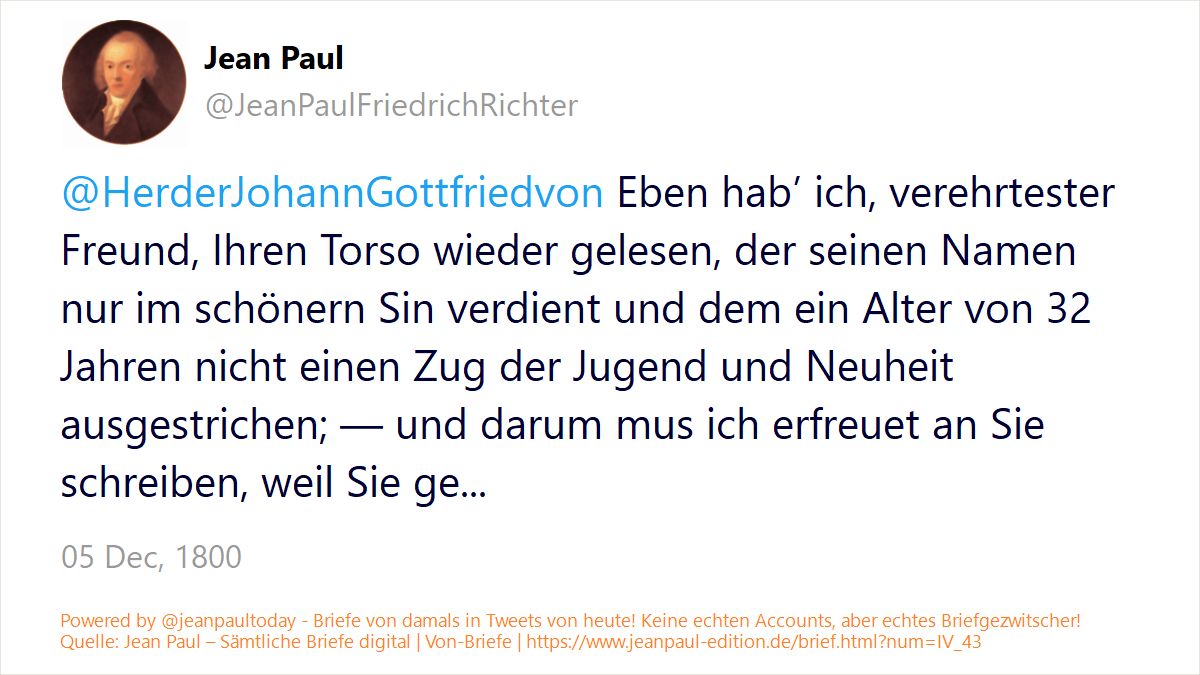 Jean Paul
@JeanPaulFriedrichRichter
@HerderJohannGottfriedvon Eben hab’ ich, verehrtester
Freund, Ihren Torso wieder gelesen, der seinen Namen
nur im schönern Sin verdient und dem ein Alter von 32
Jahren nicht einen Zug der Jugend und Neuheit
ausgestrichen; — und darum mus ich erfreuet an Sie
schreiben, weil Sie ge...
05 Dec, 1800
Powered by @jeanpaultoday - Briefe von damals in Tweets von heute! Keine echten Accounts, aber echtes Briefgezwitscher!
Quelle: Jean Paul – Sämtliche Briefe digital | Von-Briefe | https://www.jeanpaul-edition.de/brief.html?num=IV_43